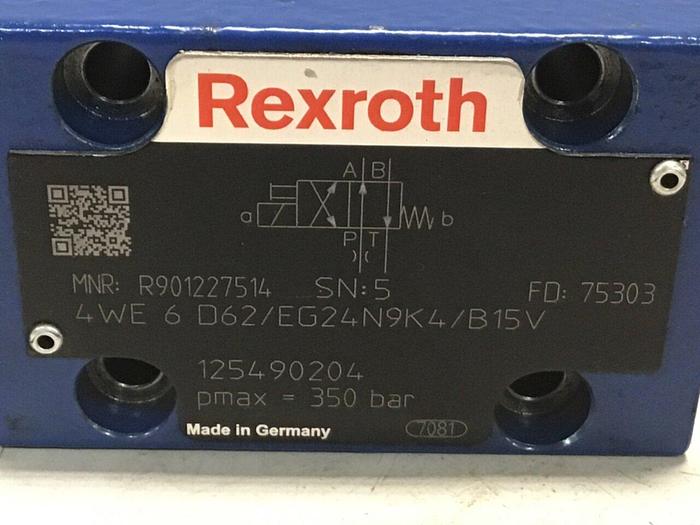 Rexroth
A B
a b
P T
MNR: R901227514 SN:5 FD: 75303
4WE 6 D62/EG24N9K4/B15V
125490204
pmax = 350 bar
Made in Germany 7081